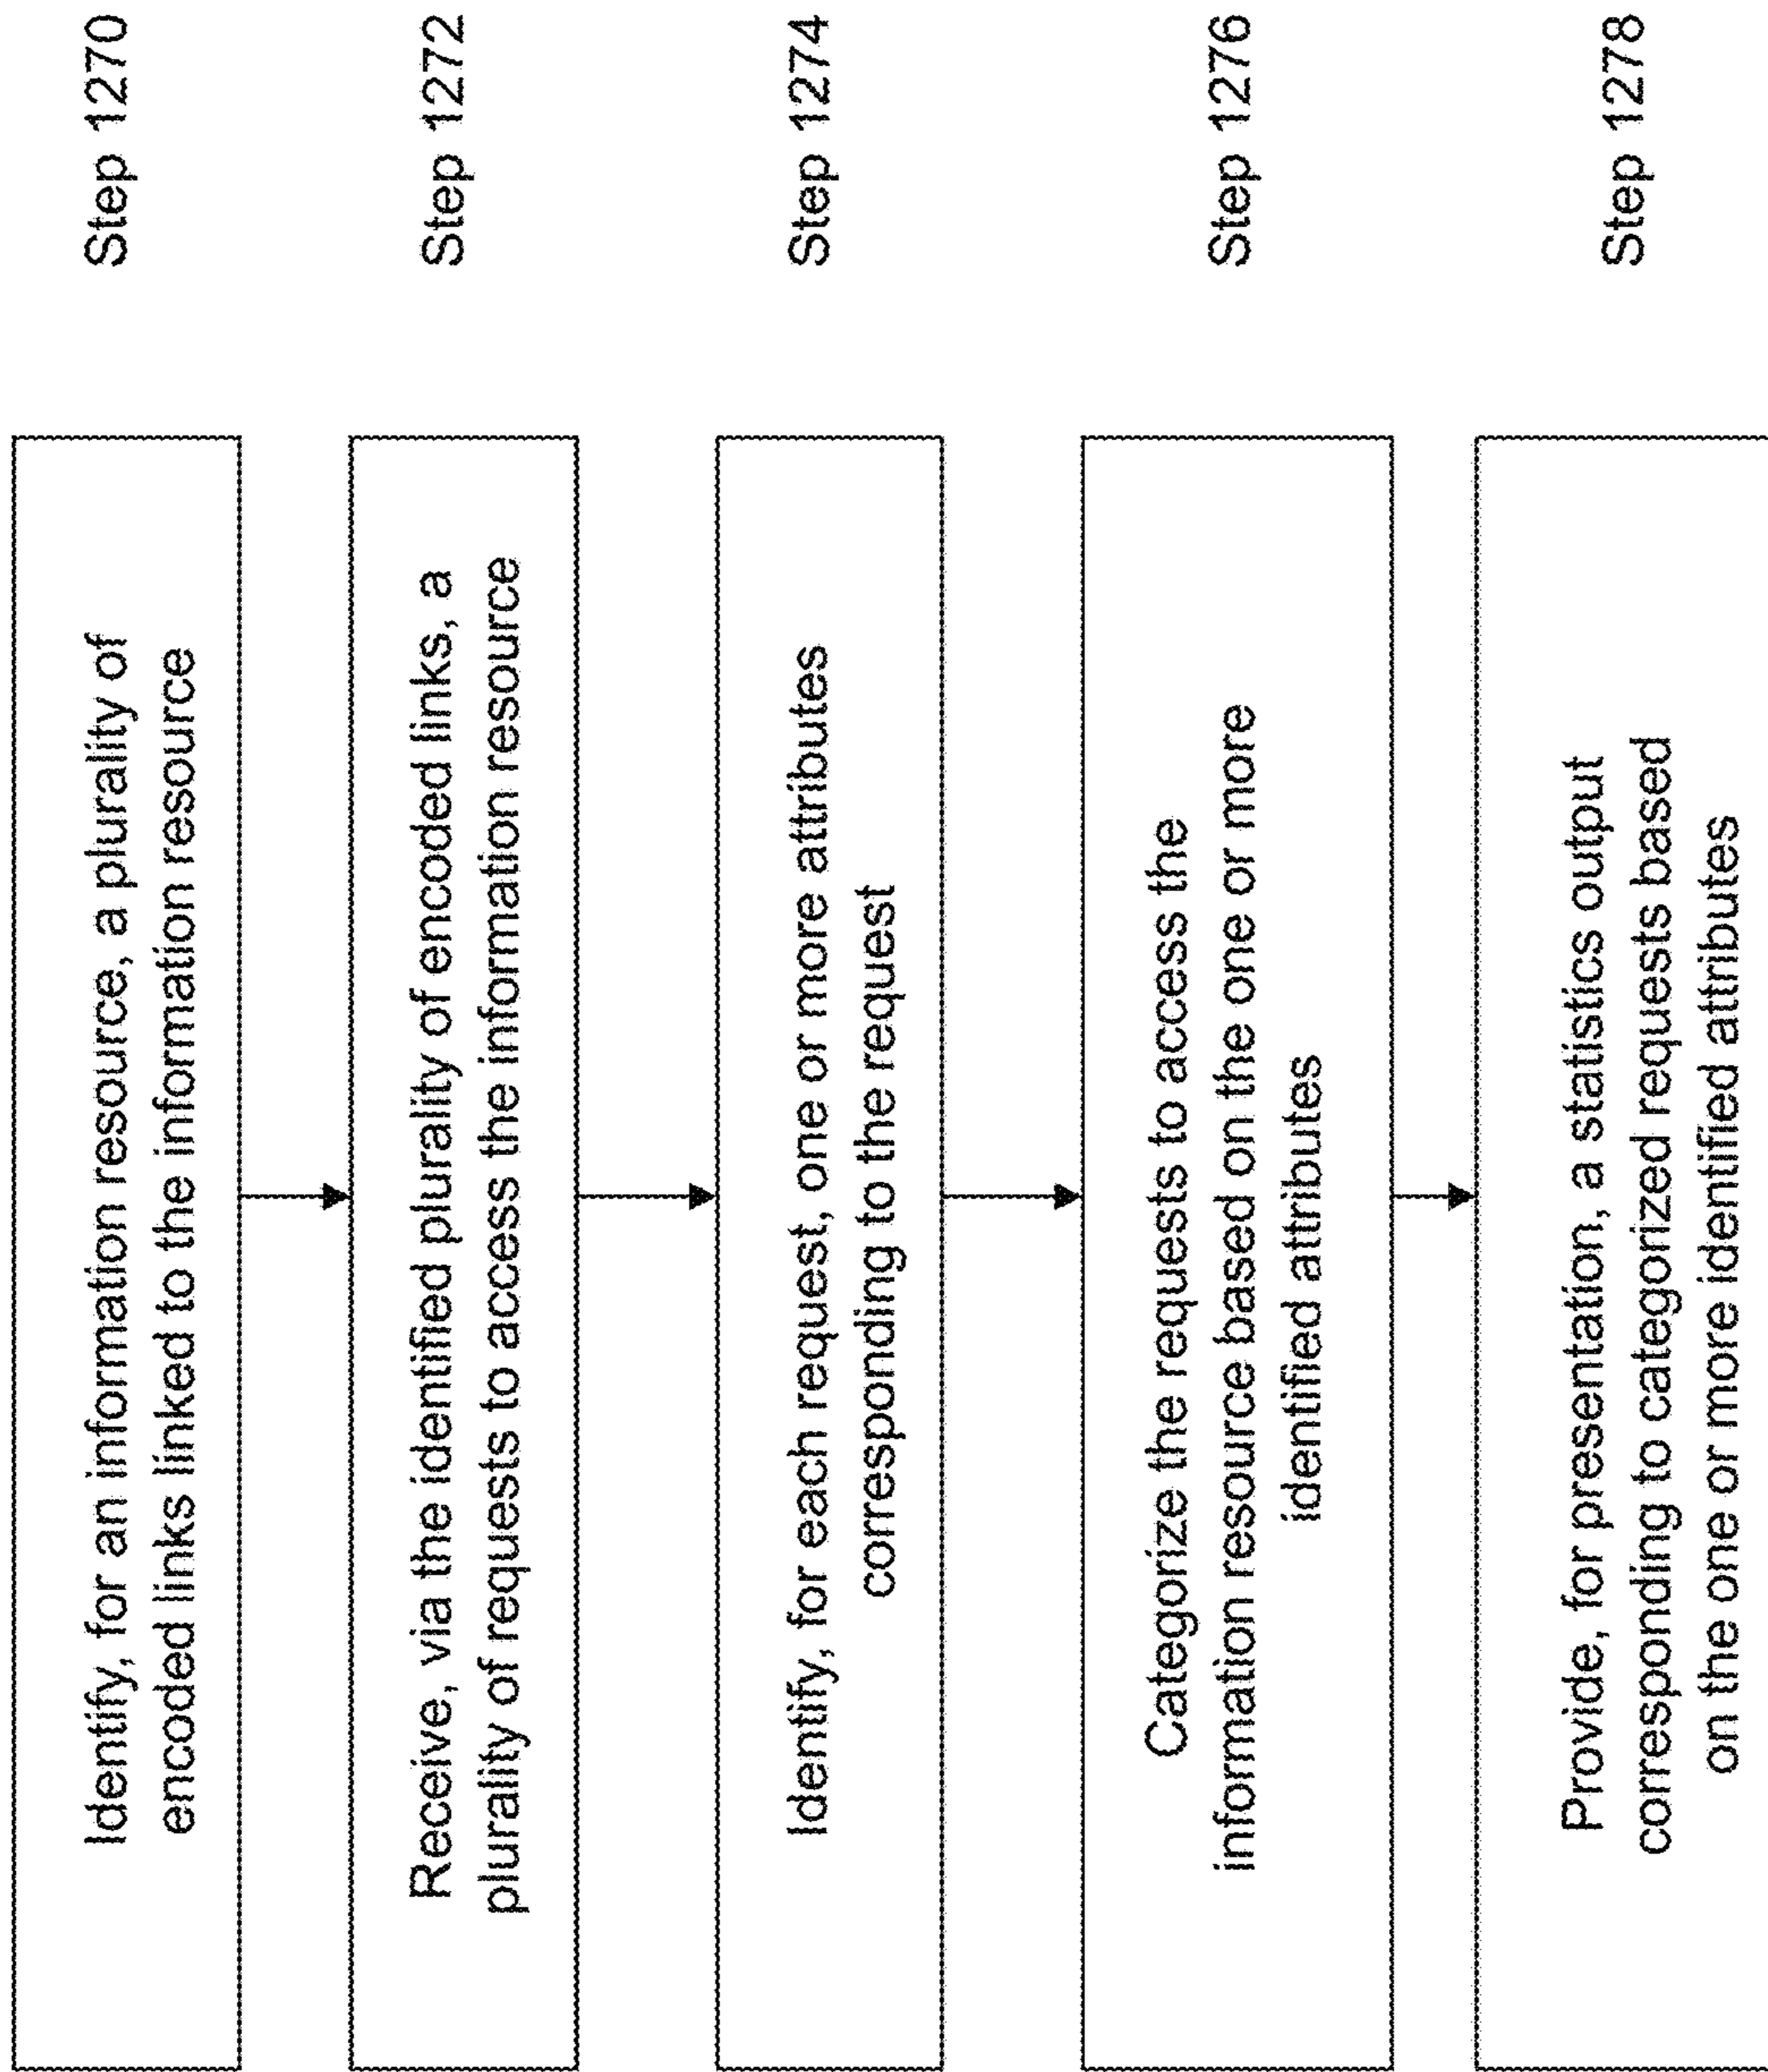 Identify, for an information resource, a plurality of
encoded links linked to the information resource
Step 1270
Receive, via the identified plurality of encoded links, a
plurality of requests to access the information resource
Step 1272
Identify, for each request, one or more attributes
corresponding to the request
Step 1274
Categorize the requests to access the
information resource based on the one or more
identified attributes
Step 1276
Provide, for presentation, a statistics output
corresponding to categorized requests based
on the one or more identified attributes
Step 1278